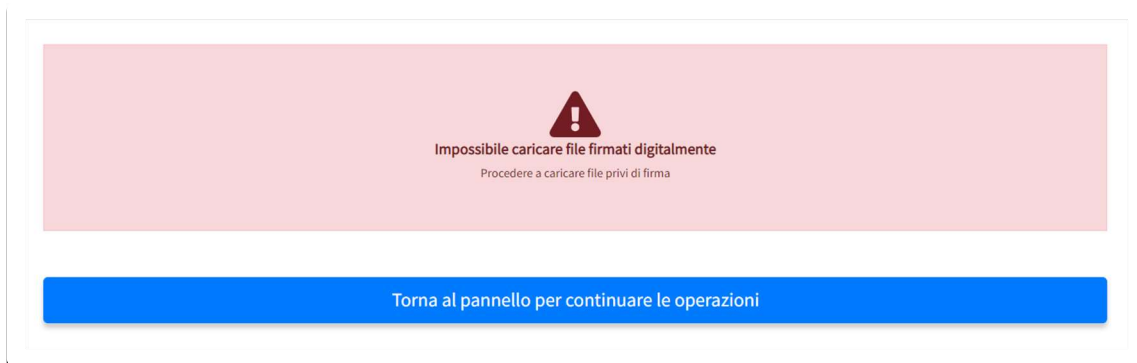 Impossibile caricare file firmati digitalmente
Procedere a caricare file privi di firma
Torna al pannello per continuare le operazioni